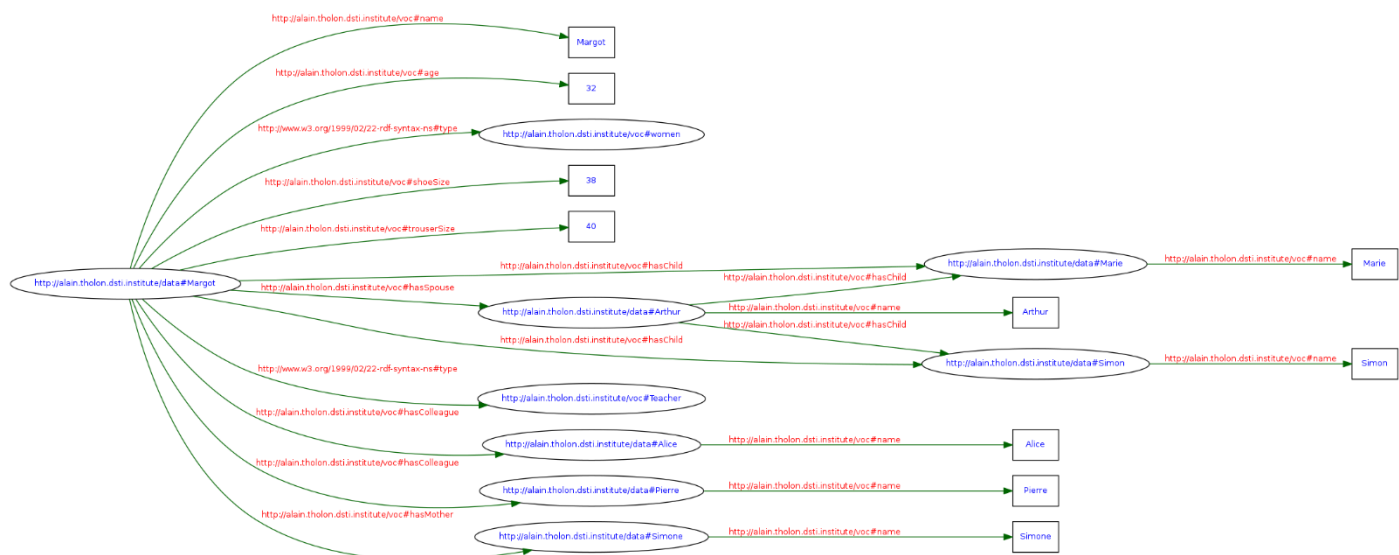 http://alain.tholon.dsti.institute/voc#name
Margot
http://alain.tholon.dsti.institute/voc#age
32
http://www.w3.org/1999/02/22-rdf-syntax-ns#type
http://alain.tholon.dsti.institute/voc#women
http://alain.tholon.dsti.institute/voc#shoeSize
38
http://alain.tholon.dsti.institute/voc#trouserSize
40
http://alain.tholon.dsti.institute/voc#hasChild
http://alain.tholon.dsti.institute/data#Marie
http://alain.tholon.dsti.institute/voc#name
Marie
http://alain.tholon.dsti.institute/data#Margot
http://alain.tholon.dsti.institute/voc#hasSpouse
http://alain.tholon.dsti.institute/voc#hasChild
http://alain.tholon.dsti.institute/data#Arthur
http://alain.tholon.dsti.institute/voc#name
Arthur
http://alain.tholon.dsti.institute/voc#hasChild
http://alain.tholon.dsti.institute/voc#hasChild
http://alain.tholon.dsti.institute/data#Simon
http://alain.tholon.dsti.institute/voc#name
Simon
http://www.w3.org/1999/02/22-rdf-syntax-ns#type
http://alain.tholon.dsti.institute/voc#Teacher
http://alain.tholon.dsti.institute/voc#hasColleague
http://alain.tholon.dsti.institute/data#Alice
http://alain.tholon.dsti.institute/voc#name
Alice
http://alain.tholon.dsti.institute/voc#hasColleague
http://alain.tholon.dsti.institute/data#Pierre
http://alain.tholon.dsti.institute/voc#name
Pierre
http://alain.tholon.dsti.institute/voc#hasMother
http://alain.tholon.dsti.institute/data#Simone
http://alain.tholon.dsti.institute/voc#name
Simone